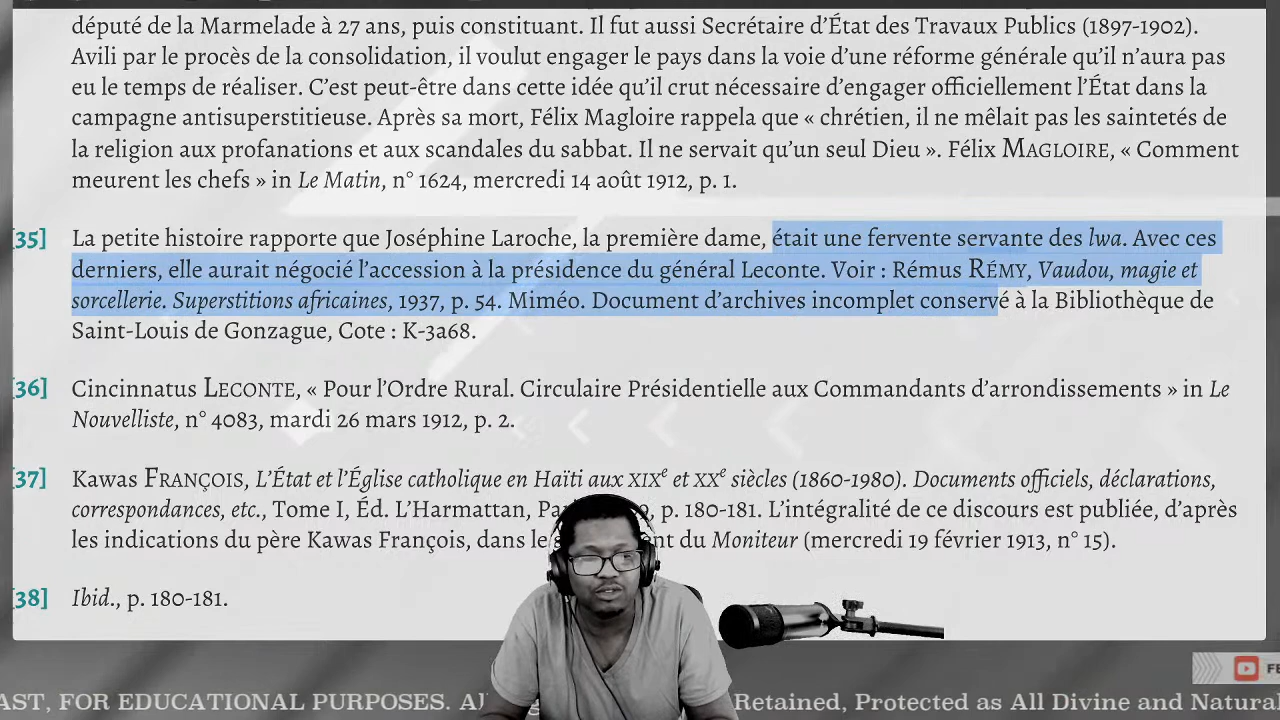 député de la Marmelade à 27 ans, puis constituant. Il fut aussi Secrétaire d’État des Travaux Publics (1897-1902).
Avili par le procès de la consolidation, il voulut engager le pays dans la voie d’une réforme générale qu’il n’aura pas
eu le temps de réaliser. C’est peut-être dans cette idée qu’il crut nécessaire d’engager officiellement l’État dans la
campagne antisuperstitieuse. Après sa mort, Félix Magloire rappela que « chrétien, il ne mêlait pas les saintetés de
la religion aux profanations et aux scandales du sabbat. Il ne servait qu’un seul Dieu ». Félix MAGLOIRE, « Comment
meurent les chefs » in Le Matin, n° 1624, mercredi 14 août 1912, p. 1.
[35] La petite histoire rapporte que Joséphine Laroche, la première dame, était une fervente servante des lwa. Avec ces
derniers, elle aurait négocié l’accession à la présidence du général Leconte. Voir : Rémus RÉMY, Vaudou, magie et
sorcellerie. Superstitions africaines, 1937, p. 54. Miméo. Document d’archives incomplet conservé à la Bibliothèque de
Saint-Louis de Gonzague, Cote : K-3a68.
[36] Cincinnatus LECONTE, « Pour l’Ordre Rural. Circulaire Présidentielle aux Commandants d’arrondissements » in Le
Nouvelliste, n° 4083, mardi 26 mars 1912, p. 2.
[37] Kawas FRANÇOIS, L’État et l’Église catholique en Haïti aux XIXe et XXe siècles (1860-1980). Documents officiels, déclarations,
correspondances, etc., Tome I, Éd. L’Harmattan, p. 180-181. L’intégralité de ce discours est publiée, d’après
les indications du père Kawas François, dans le du Moniteur (mercredi 19 février 1913, n° 15).
[38] Ibid., p. 180-181.
FOR EDUCATIONAL PURPOSES. Retained, Protected as All Divine and